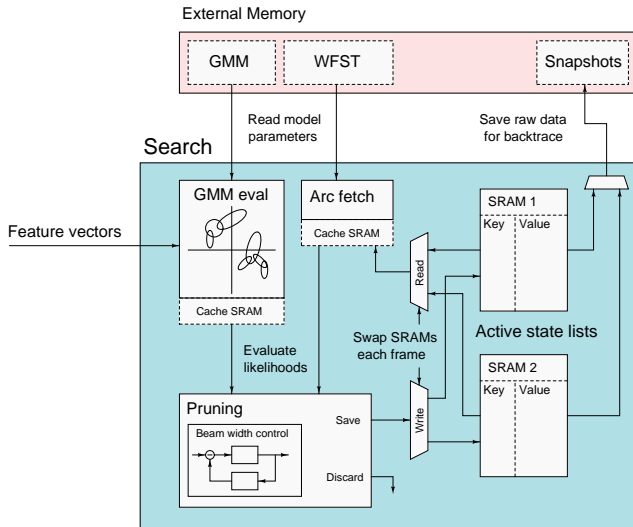 External Memory
GMM
WFST
Snapshots
Read model
parameters
Save raw data
for backtrace
Search
GMM eval
Arc fetch
Cache SRAM
SRAM 1
Key
Value
Feature vectors
Read
Cache SRAM
Swap SRAMs
each frame
Active state lists
Evaluate
likelihoods
SRAM 2
Key
Value
Pruning
Save
Write
Beam width control
Discard